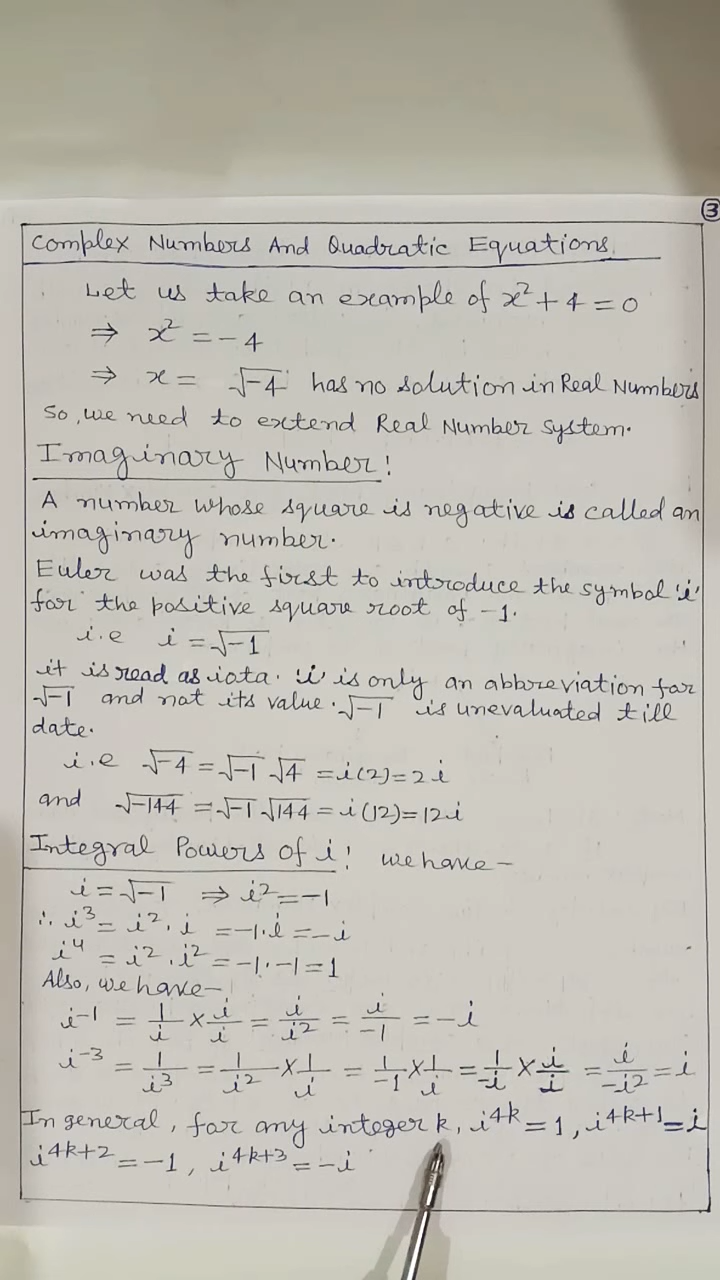 ③
Complex Numbers And Quadratic Equations
Let us take an example of x² + 4 = 0
⇒ x² = -4
⇒ x = √-4 has no solution in Real Numbers
So, we need to extend Real Number System.
Imaginary Number!
A number whose square is negative is called an
imaginary number.
Euler was the first to introduce the symbol 'i'
for the positive square root of -1.
i.e i = √-1
it is read as iota. 'i' is only an abbreviation for
√-1 and not its value. √-1 is unevaluated till
date.
i.e √-4 = √-1 √4 = i(2) = 2i
and √-144 = √-1 √144 = i(12) = 12i
Integral Powers of i! we have -
i = √-1 ⇒ i² = -1
∴ i³ = i². i = -1. i = -i
i⁴ = i². i² = -1. -1 = 1
Also, we have -
i⁻¹ = 1/i × i/i = i/i² = i/-1 = -i
i⁻³ = 1/i³ = 1/i² × 1/i = 1/-1 × 1/i = 1/-i × i/i = i/-i² = i
In general, for any integer k, i⁴ᵏ = 1, i⁴ᵏ⁺¹ = i
i⁴ᵏ⁺² = -1, i⁴ᵏ⁺³ = -i